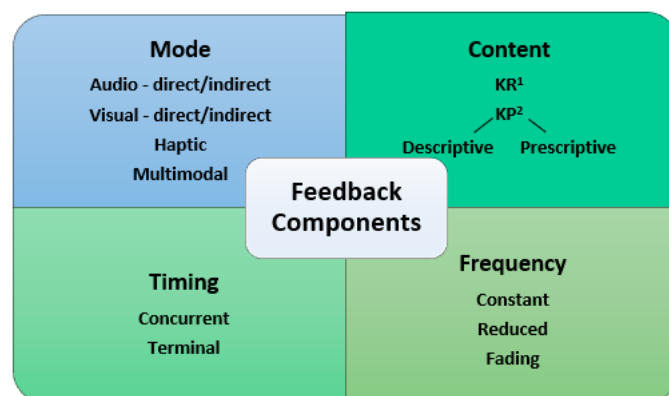 Mode
Audio - direct/indirect
Visual - direct/indirect
Haptic
Multimodal
Content
KR¹
KP²
Descriptive Prescriptive
Feedback
Components
Timing
Concurrent
Terminal
Frequency
Constant
Reduced
Fading